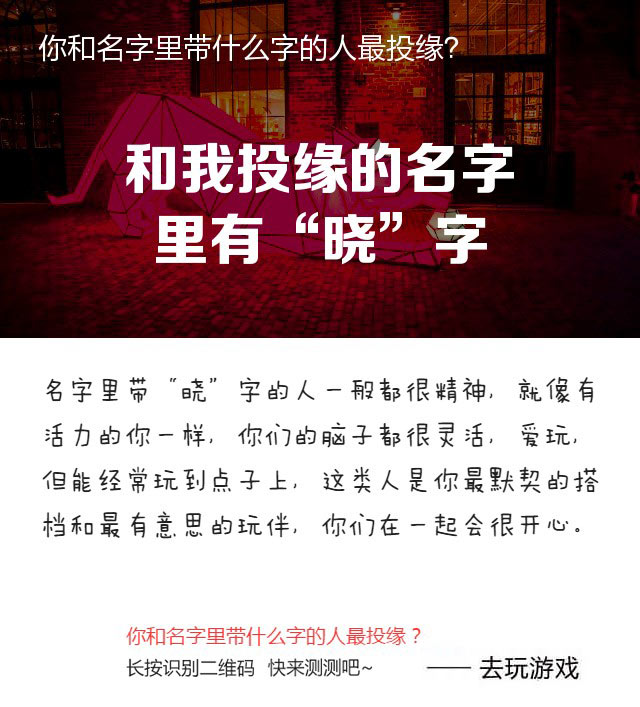 你和名字里带什么字的人最投缘?
和我投缘的名字
里有“晓”字
名字里带“晓”字的人一般都很精神, 就像有
活力的你一样, 你们的脑子都很灵活, 爱玩,
但能经常玩到点子上, 这类人是你最默契的搭
档和最有意思的玩伴, 你们在一起会很开心。
你和名字里带什么字的人最投缘？
长按识别二维码 快来测测吧~ —— 去玩游戏